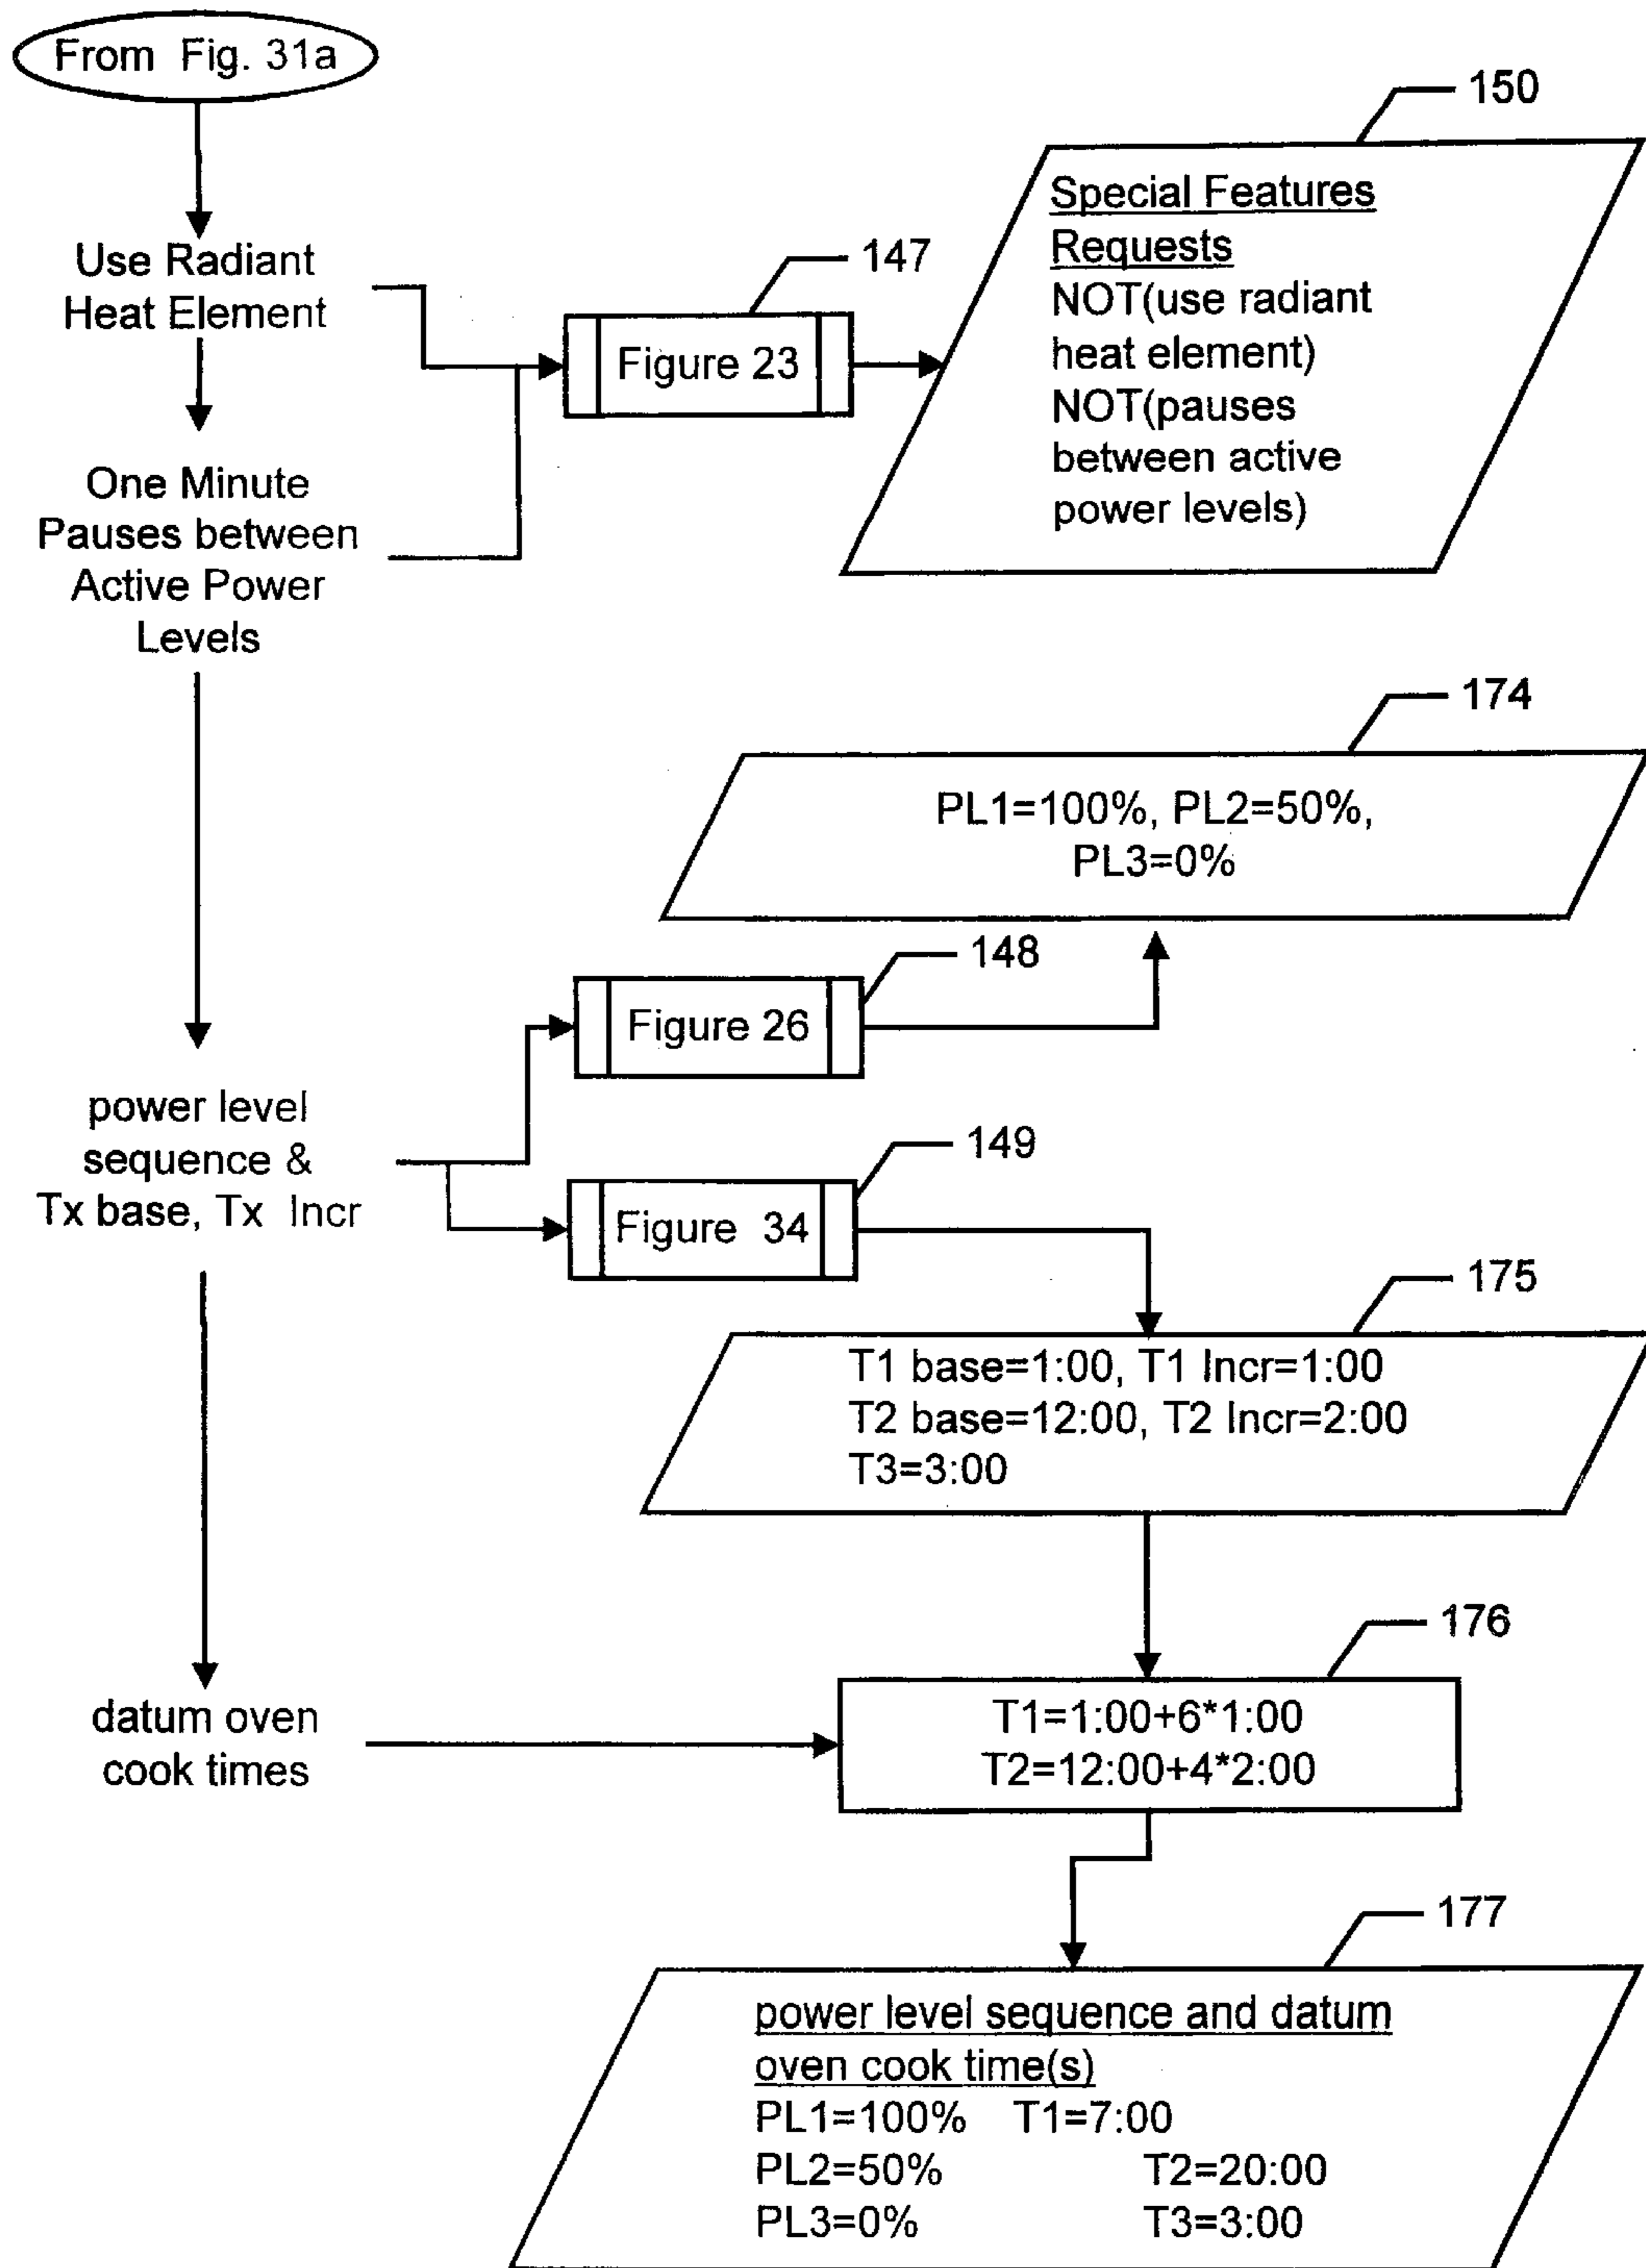 From Fig. 31a
150
Special Features
Requests
NOT(use radiant
heat element)
NOT(pauses
between active
power levels)
Use Radiant
Heat Element
147
Figure 23
One Minute
Pauses between
Active Power
Levels
174
PL1=100%, PL2=50%,
PL3=0%
148
Figure 26
power level
sequence &
Tx base, Tx Incr
149
Figure 34
175
T1 base=1:00, T1 Incr=1:00
T2 base=12:00, T2 Incr=2:00
T3=3:00
176
datum oven
cook times
T1=1:00+6*1:00
T2=12:00+4*2:00
177
power level sequence and datum
oven cook time(s)
PL1=100% T1=7:00
PL2=50% T2=20:00
PL3=0% T3=3:00